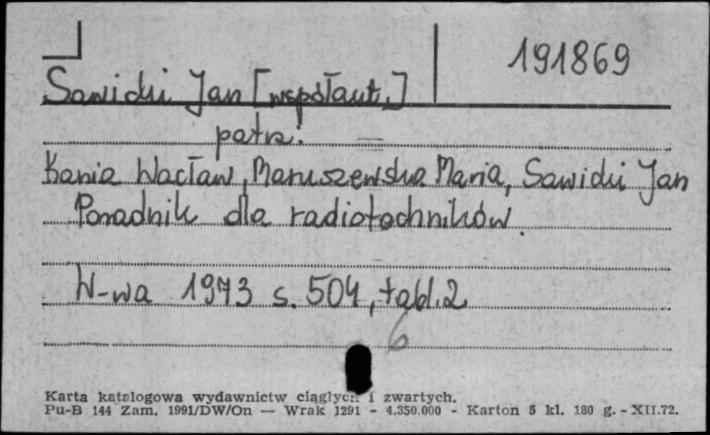 191869
Sawicki Jan [współaut.]
patrz:
Kania Wacław, Maruszewska Maria, Sawicki Jan
Poradnik dla radiotechników.
W-wa 1973 s. 504, tabl. 2
6
Karta katalogowa wydawnictw ciągłych i zwartych.
Pu-B 144 Zam. 1991/DW/On — Wrak 1291 - 4.350.000 - Karton 5 kl. 180 g. - XII.72.